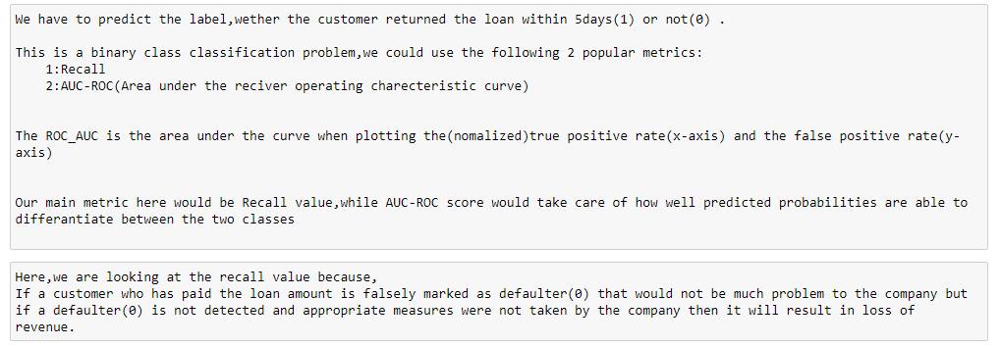 We have to predict the label,wether the customer returned the loan within 5days(1) or not(0) .
This is a binary class classification problem,we could use the following 2 popular metrics:
1:Recall
2:AUC-ROC(Area under the reciver operating charecteristic curve)
The ROC_AUC is the area under the curve when plotting the(nomalized)true positive rate(x-axis) and the false positive rate(y-
axis)
Our main metric here would be Recall value,while AUC-ROC score would take care of how well predicted probabilities are able to
differantiate between the two classes
Here,we are looking at the recall value because,
If a customer who has paid the loan amount is falsely marked as defaulter(0) that would not be much problem to the company but
if a defaulter(0) is not detected and appropriate measures were not taken by the company then it will result in loss of
revenue.